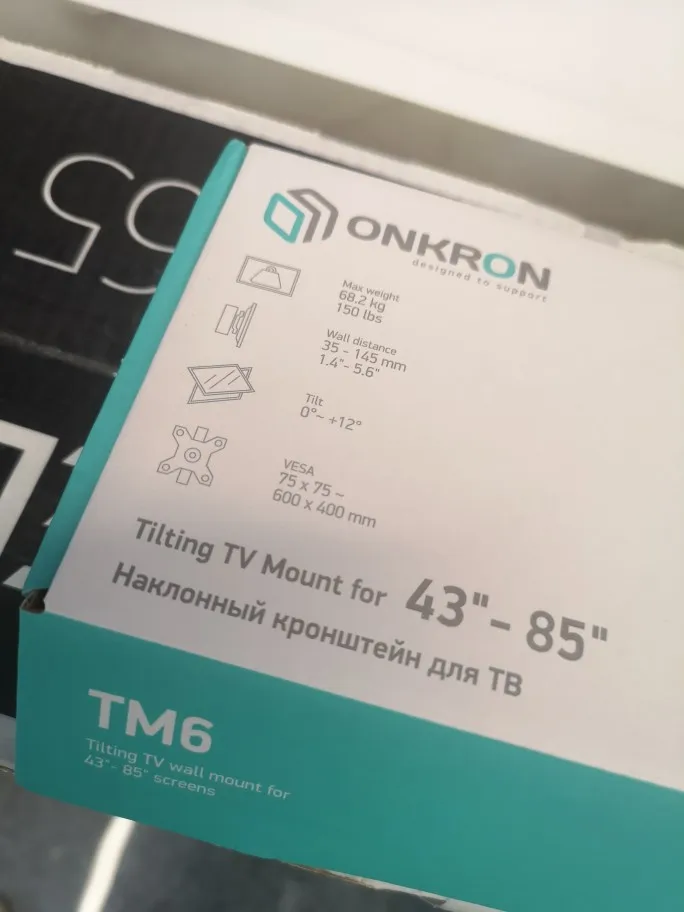 65
ONKRON
designed to support
Max weight
68.2 kg
150 lbs
Wall distance
35 - 145 mm
1.4"- 5.6"
Tilt
0°– +12°
VESA
75 x 75 –
600 x 400 mm
Tilting TV Mount for 43"- 85"
Наклонный кронштейн для ТВ
TM6
Tilting TV wall mount for
43"- 85" screens